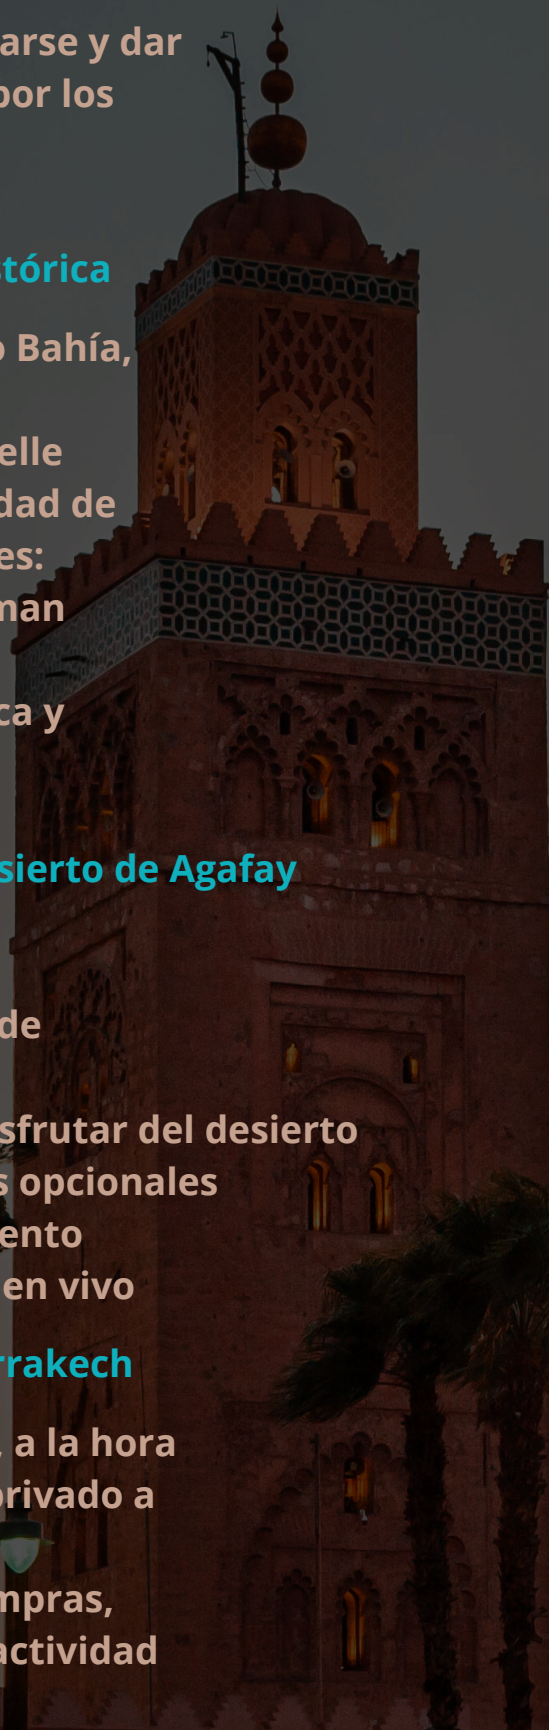 arse y dar
por los
stórica
o Bahía,
elle
dad de
es:
man
ca y
sierto de Agafay
de
sfrutar del desierto
s opcionales
ento
en vivo
rrakech
, a la hora
privado a
mpras,
actividad